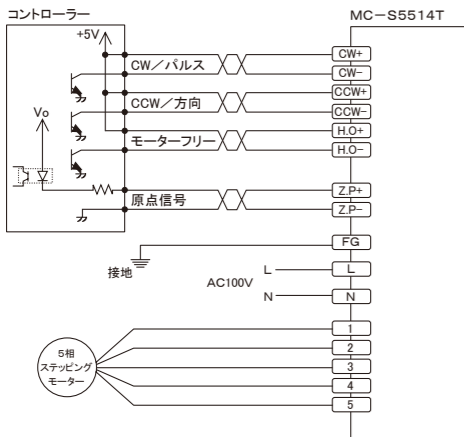 コントローラー
MC－S5514T
+5V
CW／パルス
CW+
CW-
CCW／方向
CCW+
CCW-
Vo
モーターフリー
H.O+
H.O-
原点信号
Z.P+
Z.P-
接地
FG
AC100V
L
L
N
N
5相
ステッピング
モーター
1
2
3
4
5